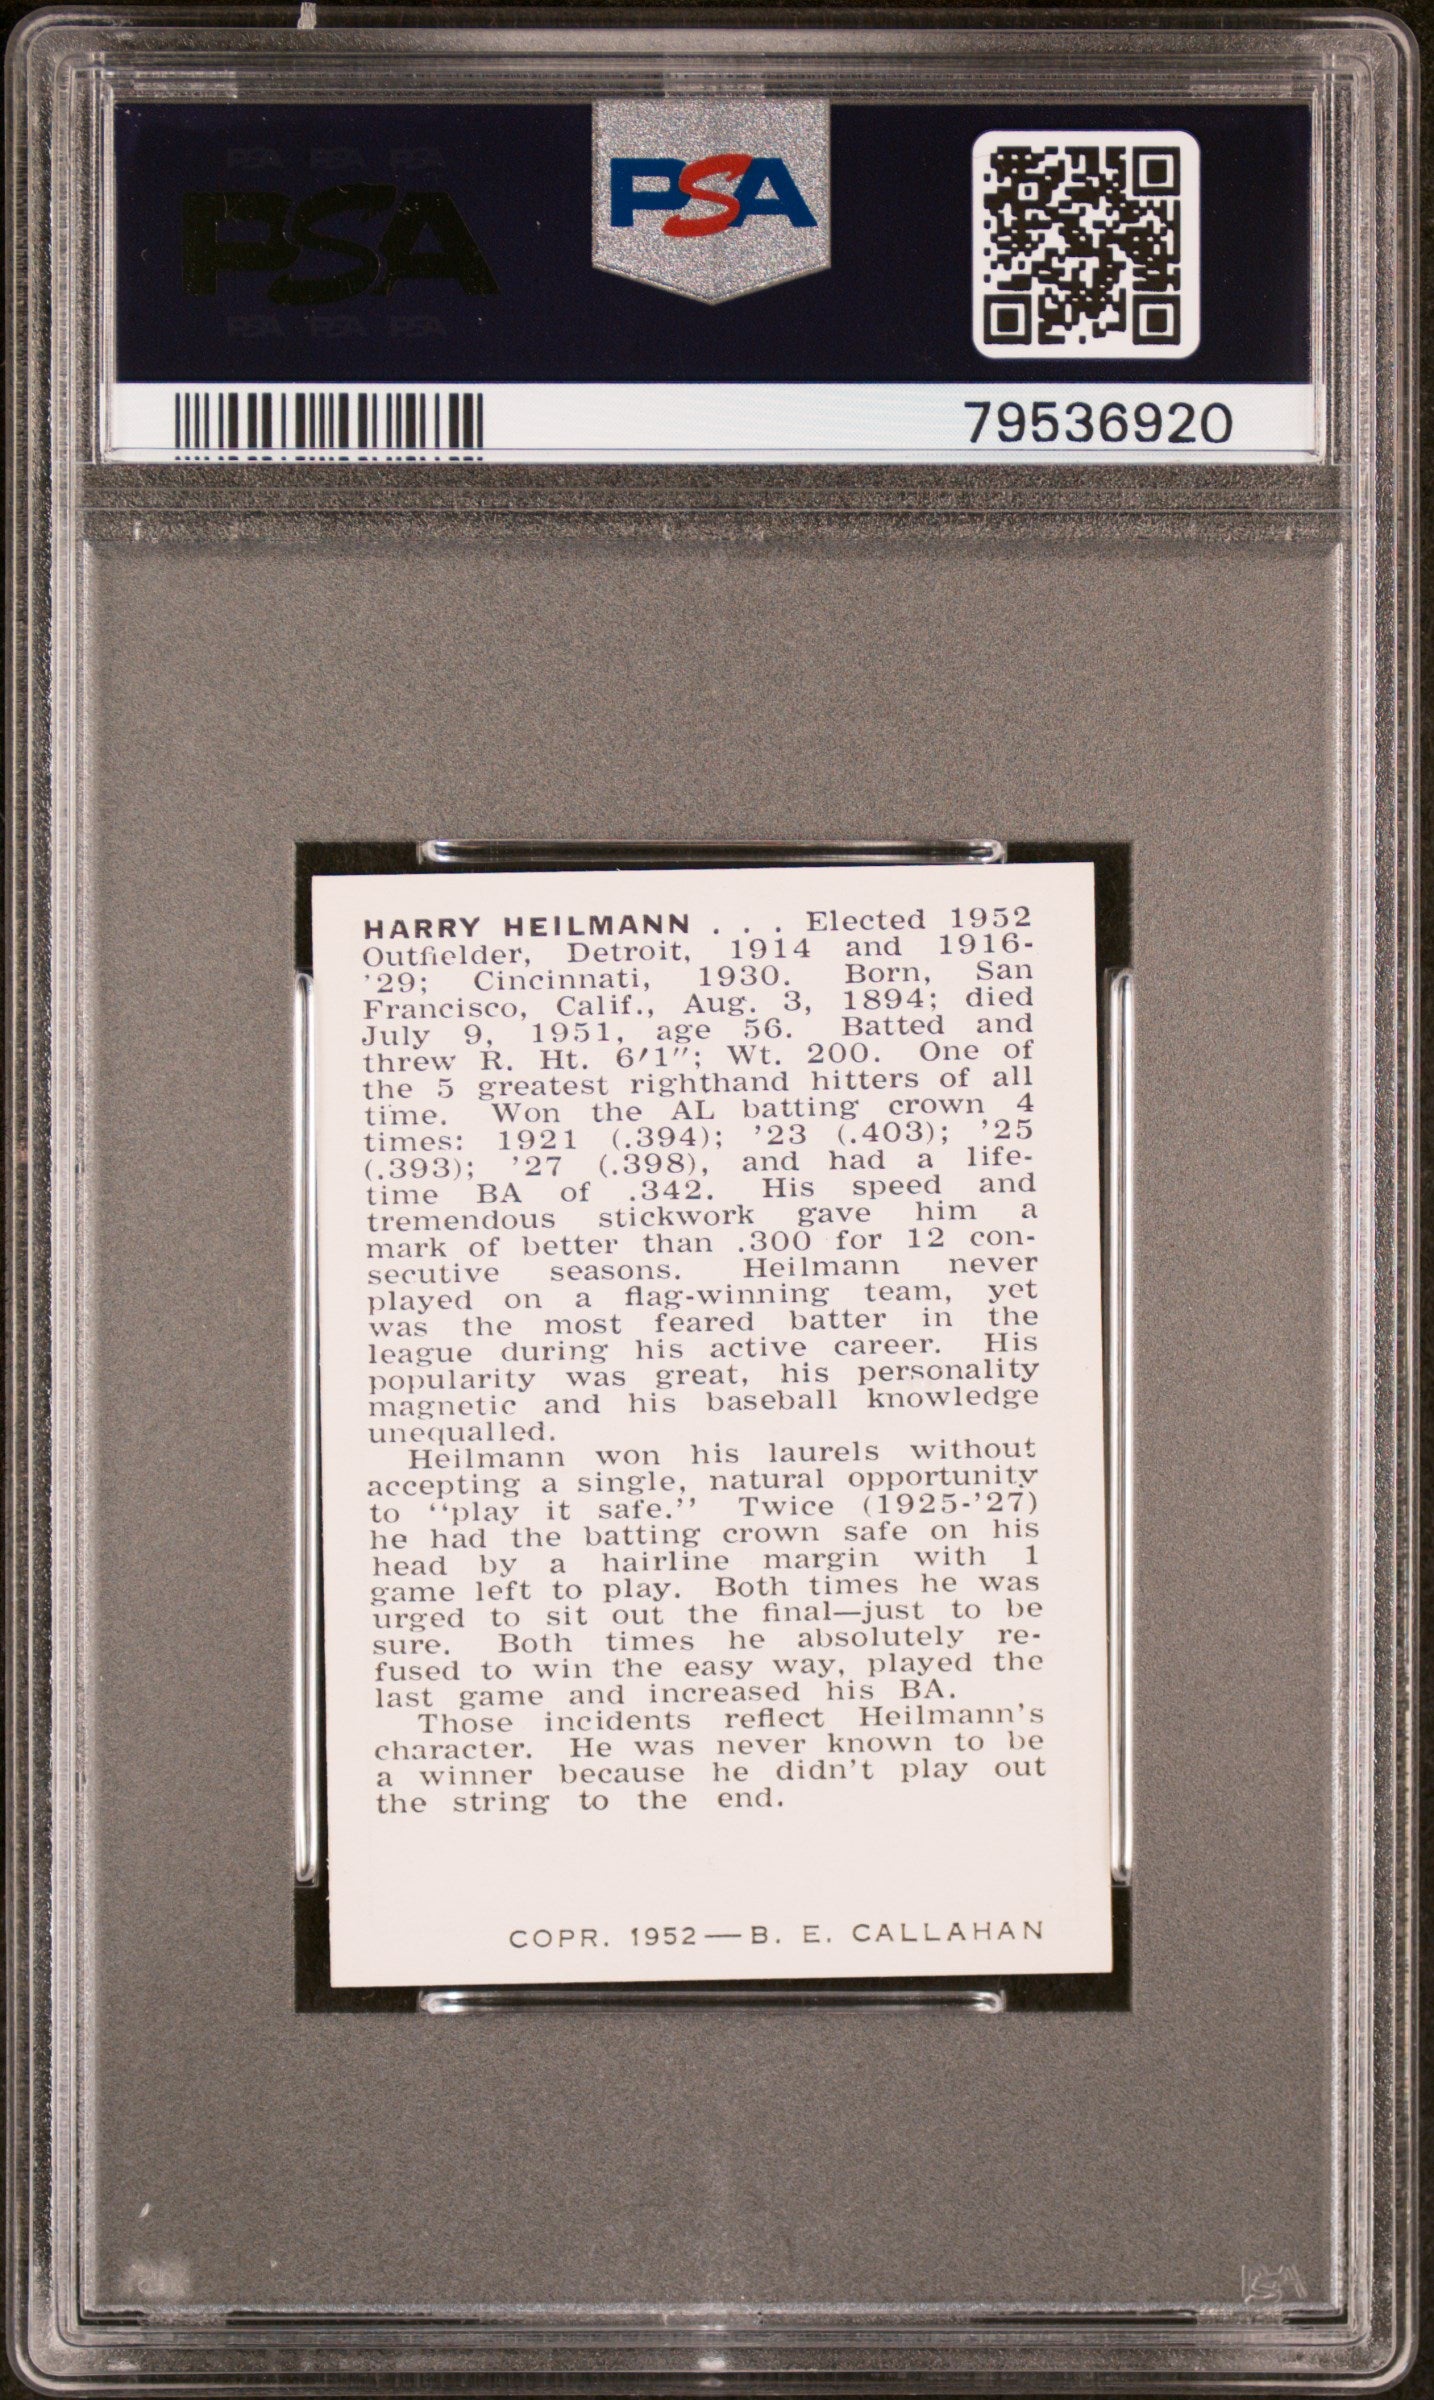 PSA PSA PSA
PSA
PSA PSA PSA
PSA
79536920
HARRY HEILMANN . . . Elected 1952
Outfielder, Detroit, 1914 and 1916-
’29; Cincinnati, 1930. Born, San
Francisco, Calif., Aug. 3, 1894; died
July 9, 1951, age 56. Batted and
threw R. Ht. 6′1″; Wt. 200. One of
the 5 greatest righthand hitters of all
time. Won the AL batting crown 4
times: 1921 (.394); ’23 (.403); ’25
(.393); ’27 (.398), and had a life-
time BA of .342. His speed and
tremendous stickwork gave him a
mark of better than .300 for 12 con-
secutive seasons. Heilmann never
played on a flag-winning team, yet
was the most feared batter in the
league during his active career. His
popularity was great, his personality
magnetic and his baseball knowledge
unequalled.
Heilmann won his laurels without
accepting a single, natural opportunity
to “play it safe.” Twice (1925-’27)
he had the batting crown safe on his
head by a hairline margin with 1
game left to play. Both times he was
urged to sit out the final—just to be
sure. Both times he absolutely re-
fused to win the easy way, played the
last game and increased his BA.
Those incidents reflect Heilmann’s
character. He was never known to be
a winner because he didn’t play out
the string to the end.
COPR. 1952—B. E. CALLAHAN
PSA